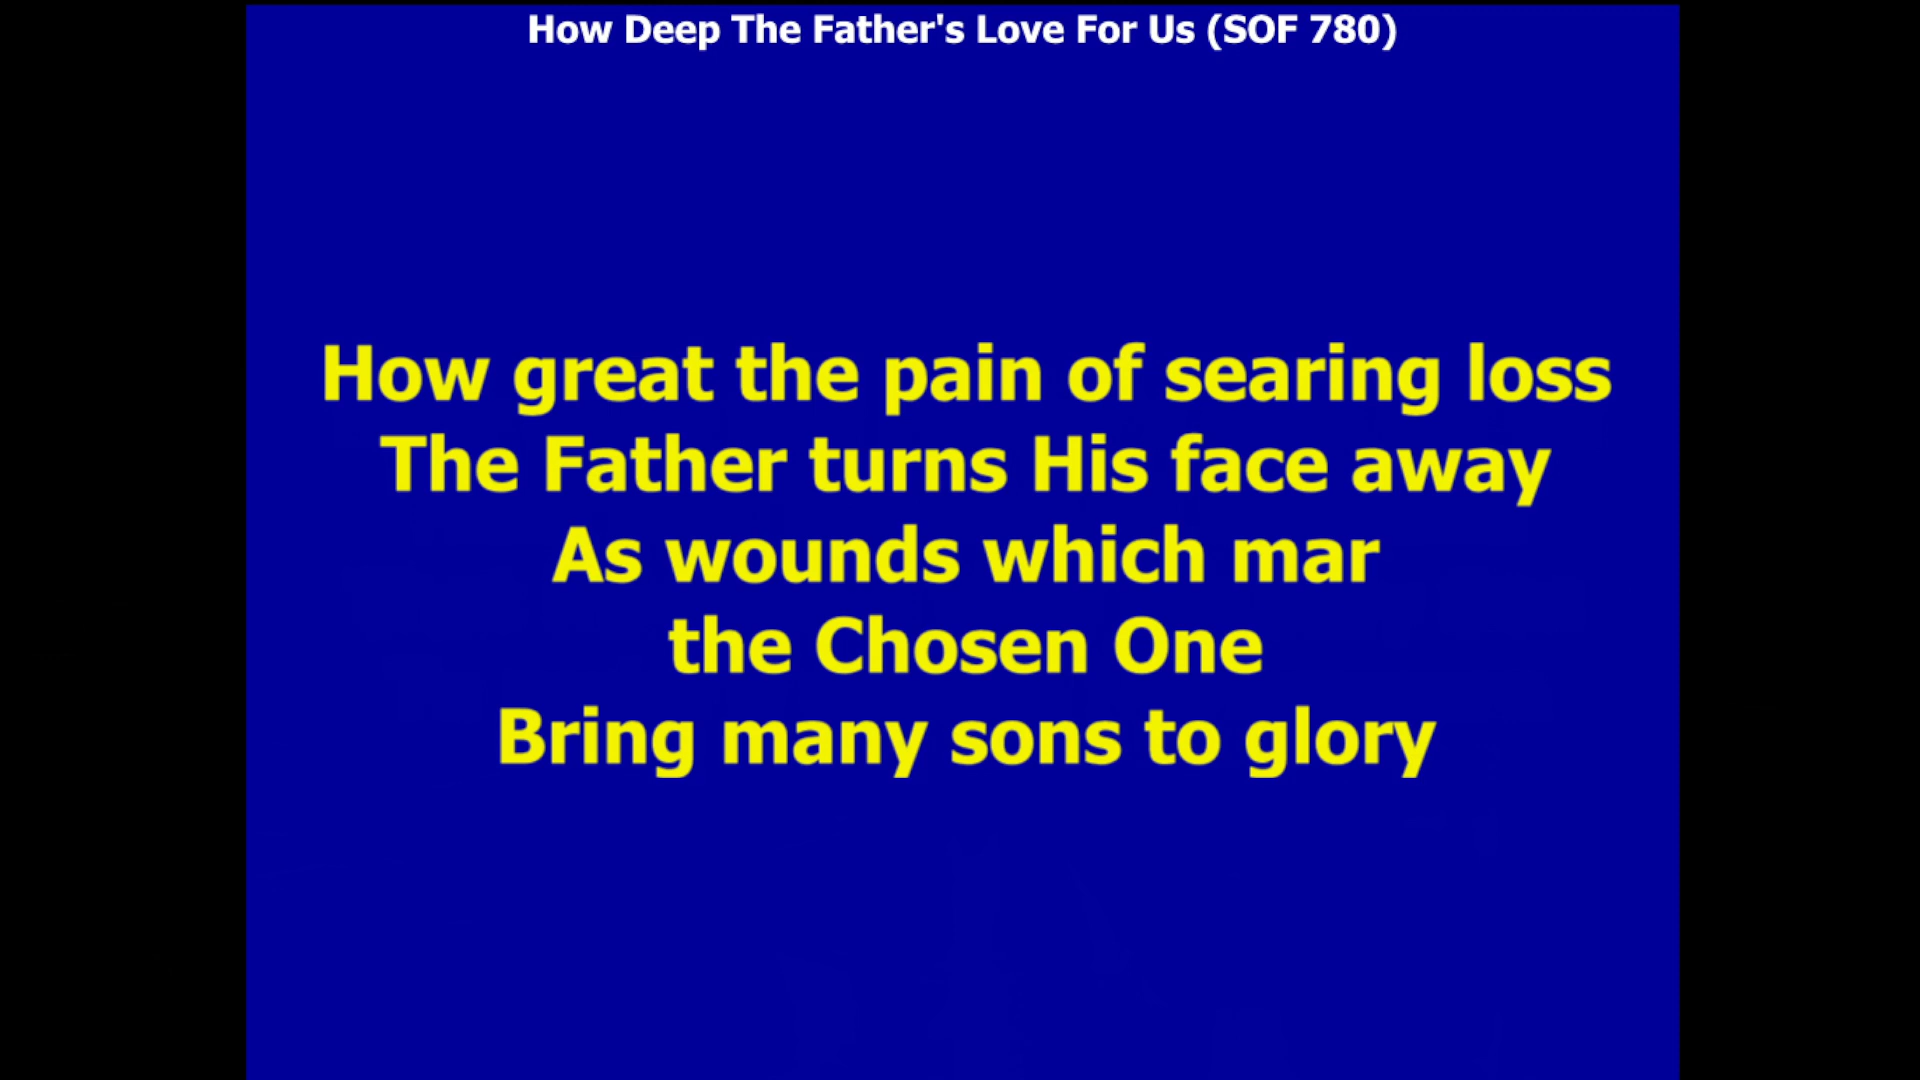 How Deep The Father's Love For Us (SOF 780)
How great the pain of searing loss
The Father turns His face away
As wounds which mar
the Chosen One
Bring many sons to glory